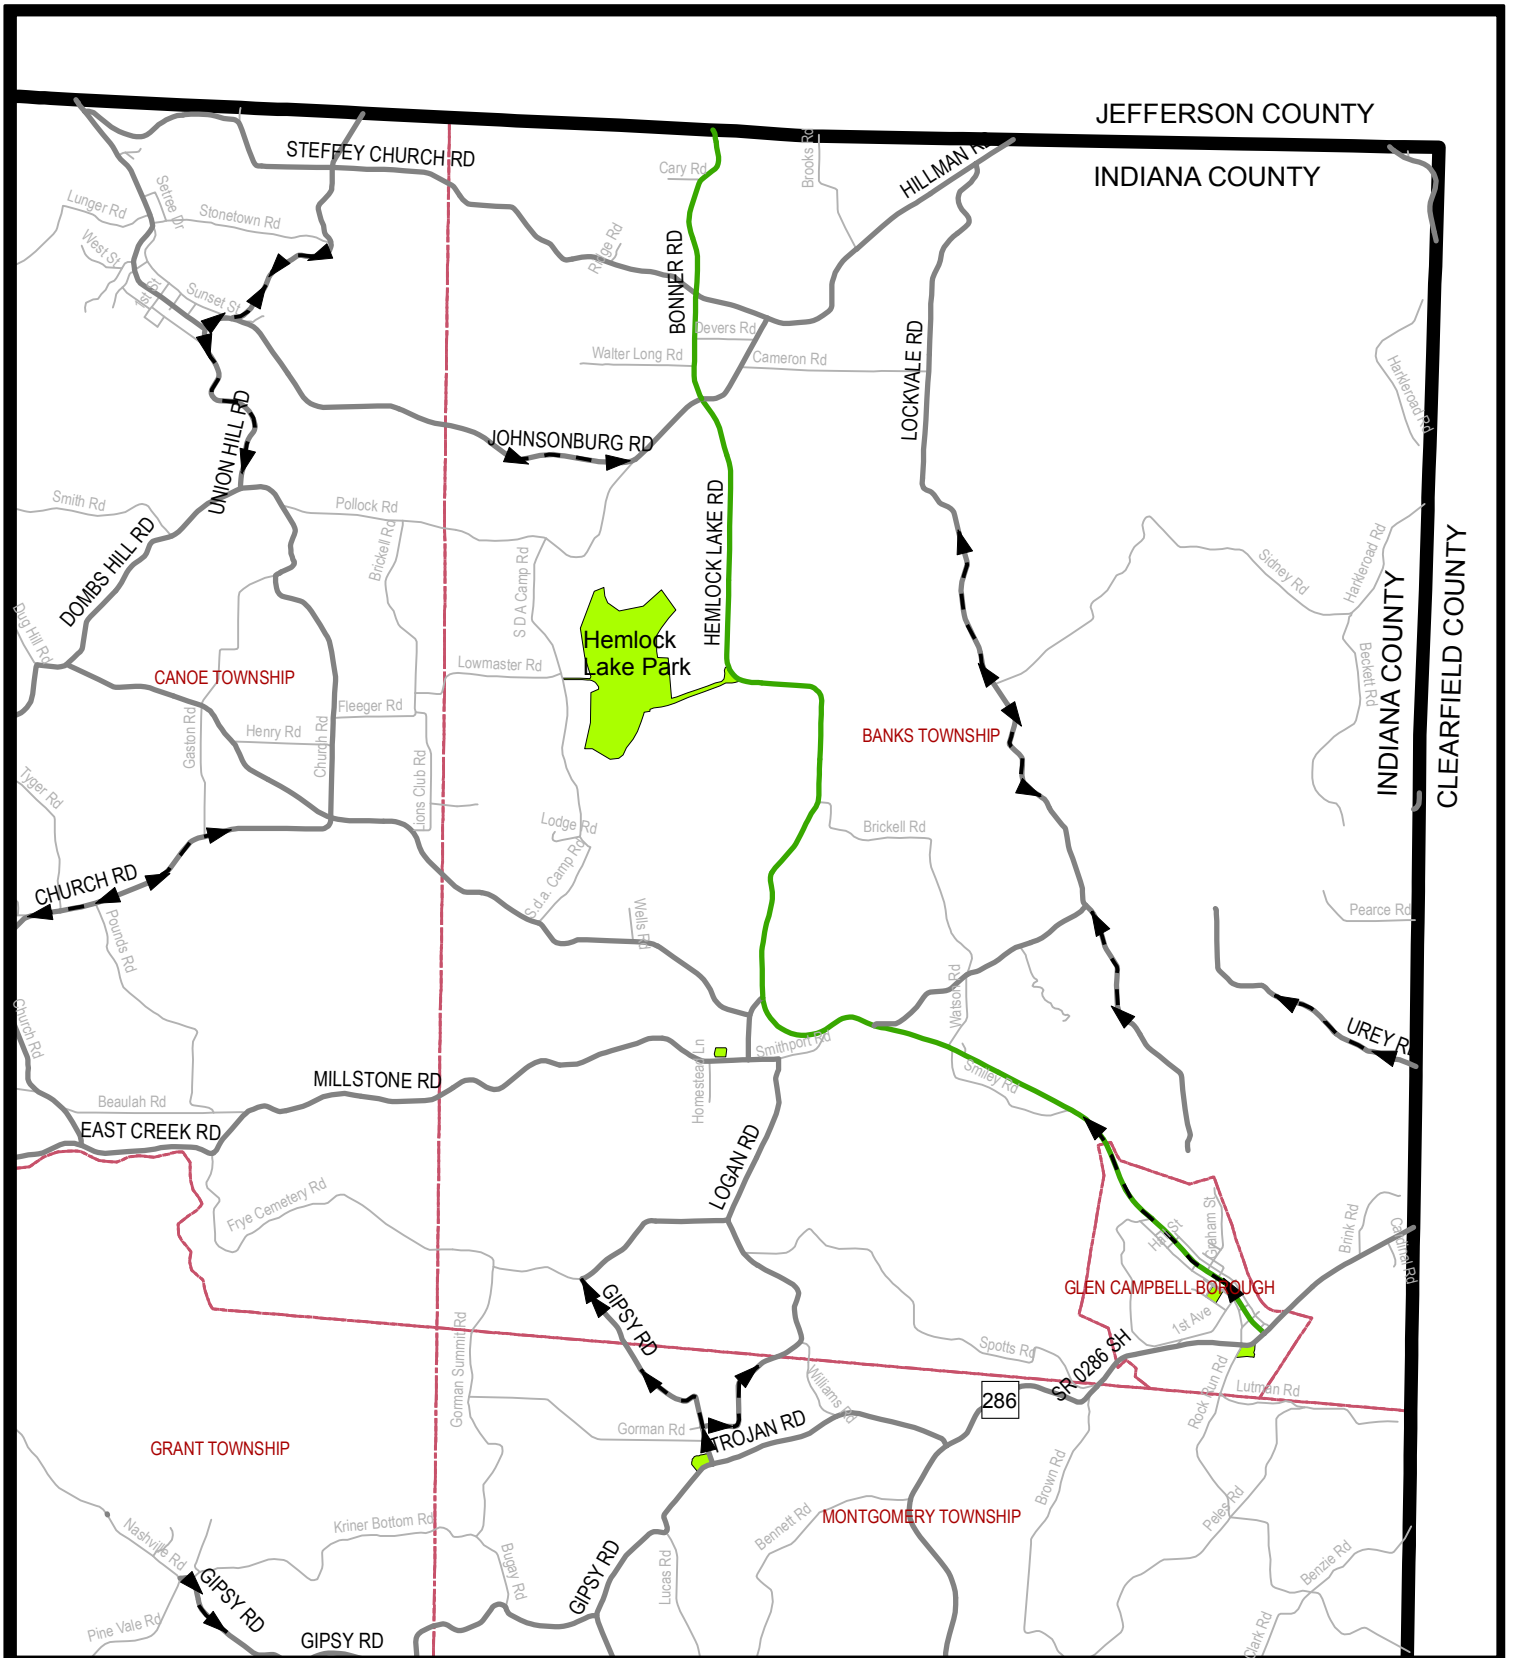 JEFFERSON COUNTY
STEFFEY CHURCH RD
Cary Rd
Brooks Rd
HILLMAN RD
INDIANA COUNTY
Setree Dr
Lunger Rd
Stonetown Rd
West St
Ridge Rd
BONNER RD
Sunset St
Devers Rd
Walter Long Rd
Cameron Rd
LOCKVALE RD
Harkleroad Rd
UNION HILL RD
JOHNSONBURG RD
Smith Rd
Pollock Rd
HEMLOCK LAKE RD
DOMBS HILL RD
Brickell Rd
S D A Camp Rd
Sidney Rd
Harkleroad Rd
INDIANA COUNTY
CLEARFIELD COUNTY
Dug Hill Rd
Hemlock
Lake Park
Lowmaster Rd
Beckett Rd
CANOE TOWNSHIP
Fleeger Rd
Gaston Rd
Henry Rd
Church Rd
BANKS TOWNSHIP
Lions Club Rd
Tyger Rd
Lodge Rd
Brickell Rd
CHURCH RD
S.d.a. Camp Rd
Wells Rd
Pearce Rd
Pounds Rd
Watson Rd
Church Rd
UREY RD
Smithport Rd
Homestead Ln
MILLSTONE RD
Smiley Rd
Beaulah Rd
EAST CREEK RD
LOGAN RD
Frye Cemetery Rd
Graham St
Brink Rd
Cardinal Rd
GLEN CAMPBELL BOROUGH
GIPSY RD
1st Ave
Gorman Summit Rd
Spotts Rd
SR 0286 SH
Williams Rd
Rock Run Rd
Lutman Rd
286
Gorman Rd
TROJAN RD
GRANT TOWNSHIP
Brown Rd
MONTGOMERY TOWNSHIP
Peles Rd
Kriner Bottom Rd
Bennett Rd
Nashville Rd
Bugay Rd
Lucas Rd
Benzie Rd
GIPSY RD
GIPSY RD
Pine Vale Rd
GIPSY RD
Clark Rd